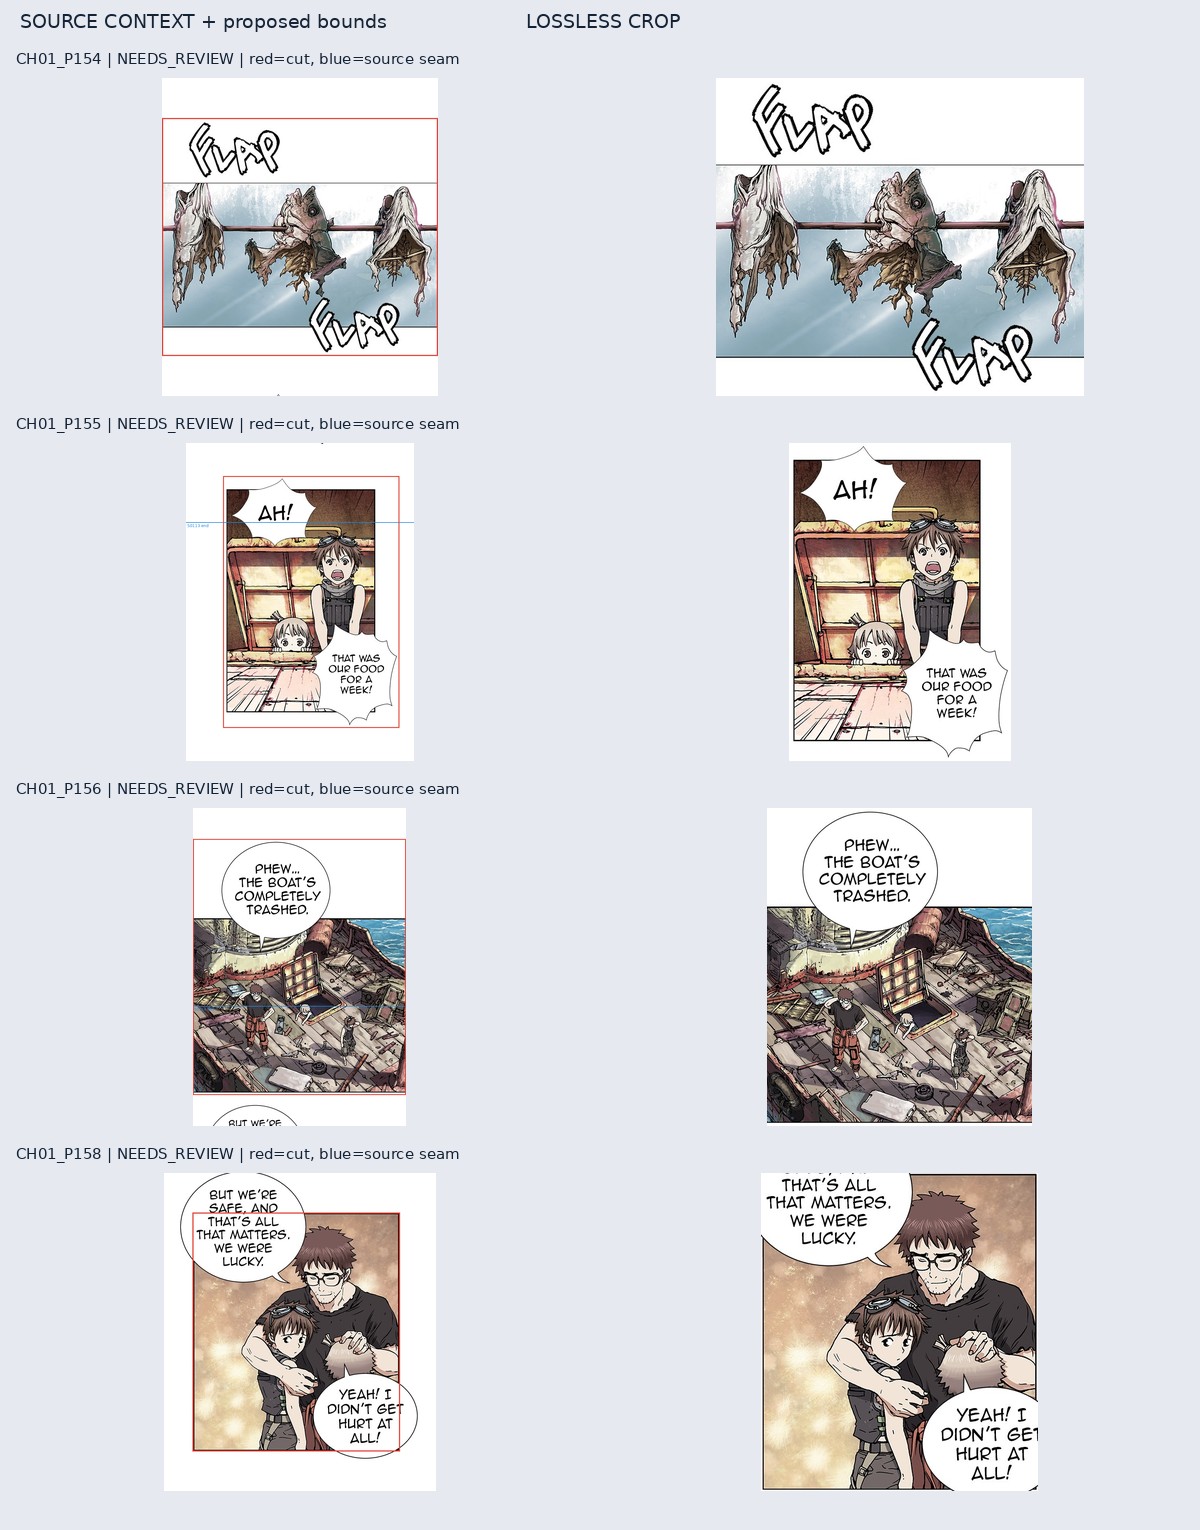 SOURCE CONTEXT + proposed bounds
LOSSLESS CROP
CH01_P154 | NEEDS_REVIEW | red=cut, blue=source seam
FLAP
FLAP
FLAP
FLAP
CH01_P155 | NEEDS_REVIEW | red=cut, blue=source seam
AH!
THAT WAS
OUR FOOD
FOR A
WEEK!
AH!
THAT WAS
OUR FOOD
FOR A
WEEK!
CH01_P156 | NEEDS_REVIEW | red=cut, blue=source seam
PHEW...
THE BOAT'S
COMPLETELY
TRASHED.
BUT WE'RE
PHEW...
THE BOAT'S
COMPLETELY
TRASHED.
CH01_P158 | NEEDS_REVIEW | red=cut, blue=source seam
BUT WE'RE
SAFE, AND
THAT'S ALL
THAT MATTERS.
WE WERE
LUCKY.
YEAH! I
DIDN'T GET
HURT AT
ALL!
THAT'S ALL
THAT MATTERS.
WE WERE
LUCKY.
YEAH! I
DIDN'T GET
HURT AT
ALL!